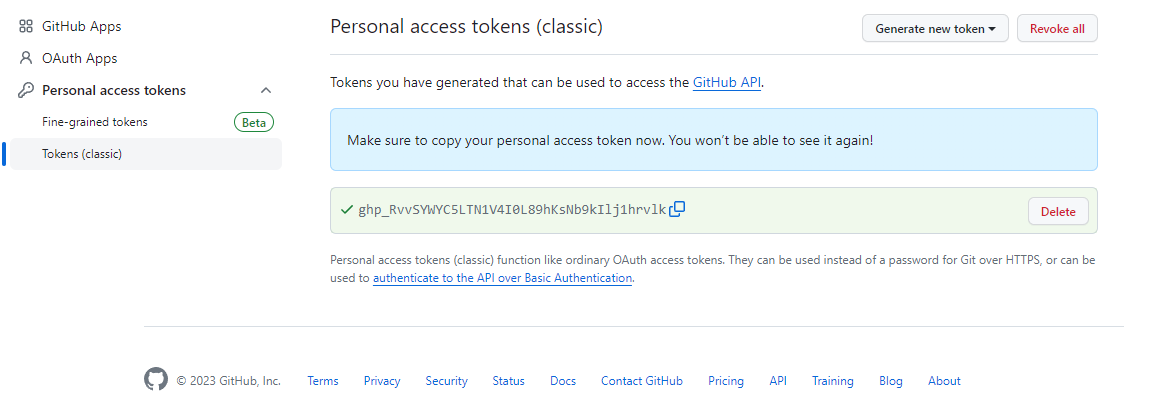 GitHub Apps
OAuth Apps
Personal access tokens
Fine-grained tokens
Beta
Tokens (classic)
Personal access tokens (classic)
Generate new token
Revoke all
Tokens you have generated that can be used to access the GitHub API.
Make sure to copy your personal access token now. You won't be able to see it again!
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
Delete
Personal access tokens (classic) function like ordinary OAuth access tokens. They can be used instead of a password for Git over HTTPS, or can be
used to authenticate to the API over Basic Authentication.
© 2023 GitHub, Inc.
Terms
Privacy
Security
Status
Docs
Contact GitHub
Pricing
API
Training
Blog
About